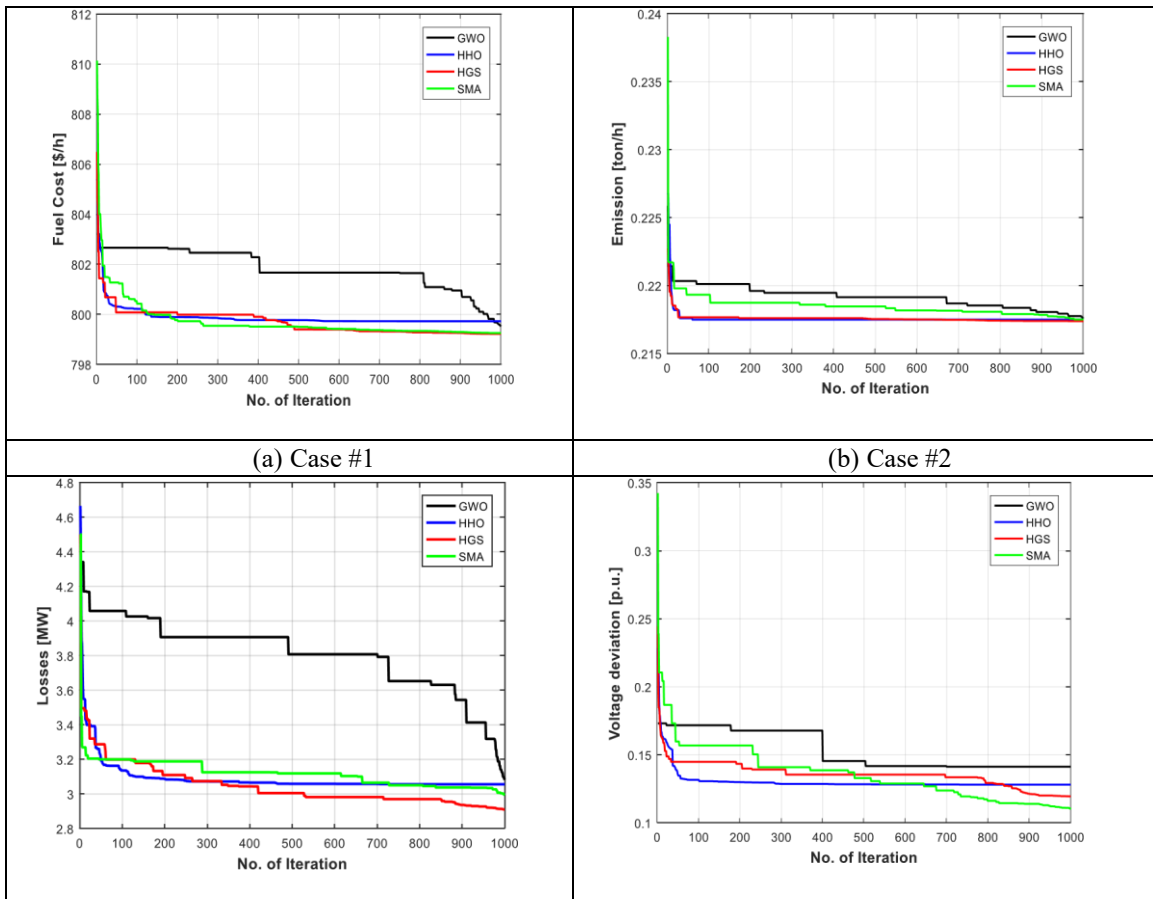 812
810
808
806
804
802
800
798
Fuel Cost [$/h]
GWO
HHO
HGS
SMA
0 100 200 300 400 500 600 700 800 900 1000
No. of Iteration
0.24
0.235
0.23
0.225
0.22
0.215
Emission [ton/h]
GWO
HHO
HGS
SMA
0 100 200 300 400 500 600 700 800 900 1000
No. of Iteration
(a) Case #1
(b) Case #2
4.8
4.6
4.4
4.2
4
3.8
3.6
3.4
3.2
3
2.8
Losses [MW]
GWO
HHO
HGS
SMA
0 100 200 300 400 500 600 700 800 900 1000
No. of Iteration
0.35
0.3
0.25
0.2
0.15
0.1
Voltage deviation [p.u.]
GWO
HHO
HGS
SMA
0 100 200 300 400 500 600 700 800 900 1000
No. of Iteration